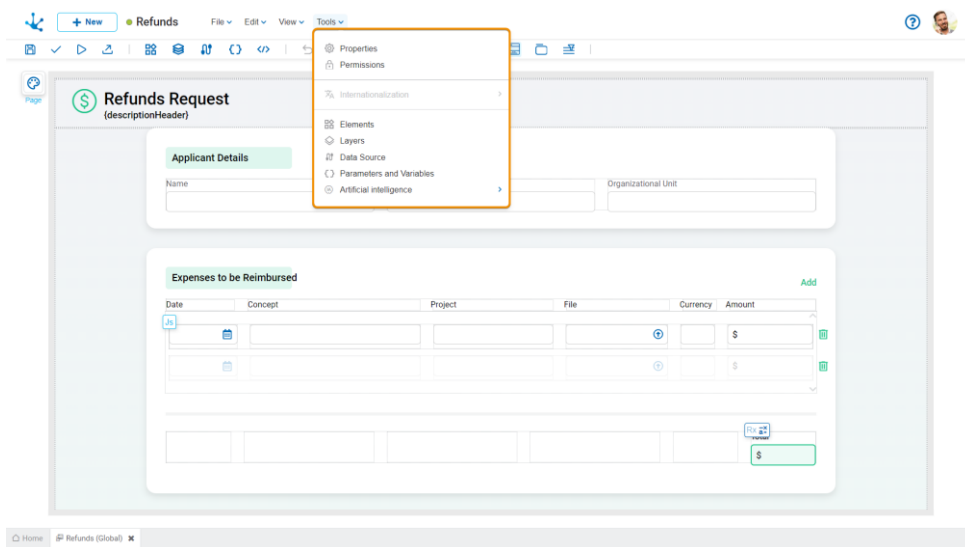 + New
Refunds
File
Edit
View
Tools
Properties
Permissions
Internationalization
Elements
Layers
Data Source
Parameters and Variables
Artificial intelligence
Page
Refunds Request
{descriptionHeader}
Applicant Details
Name
Organizational Unit
Expenses to be Reimbursed
Add
Date Concept Project File Currency Amount
Js
$
$
Rx
Total
$
Home
Refunds (Global)